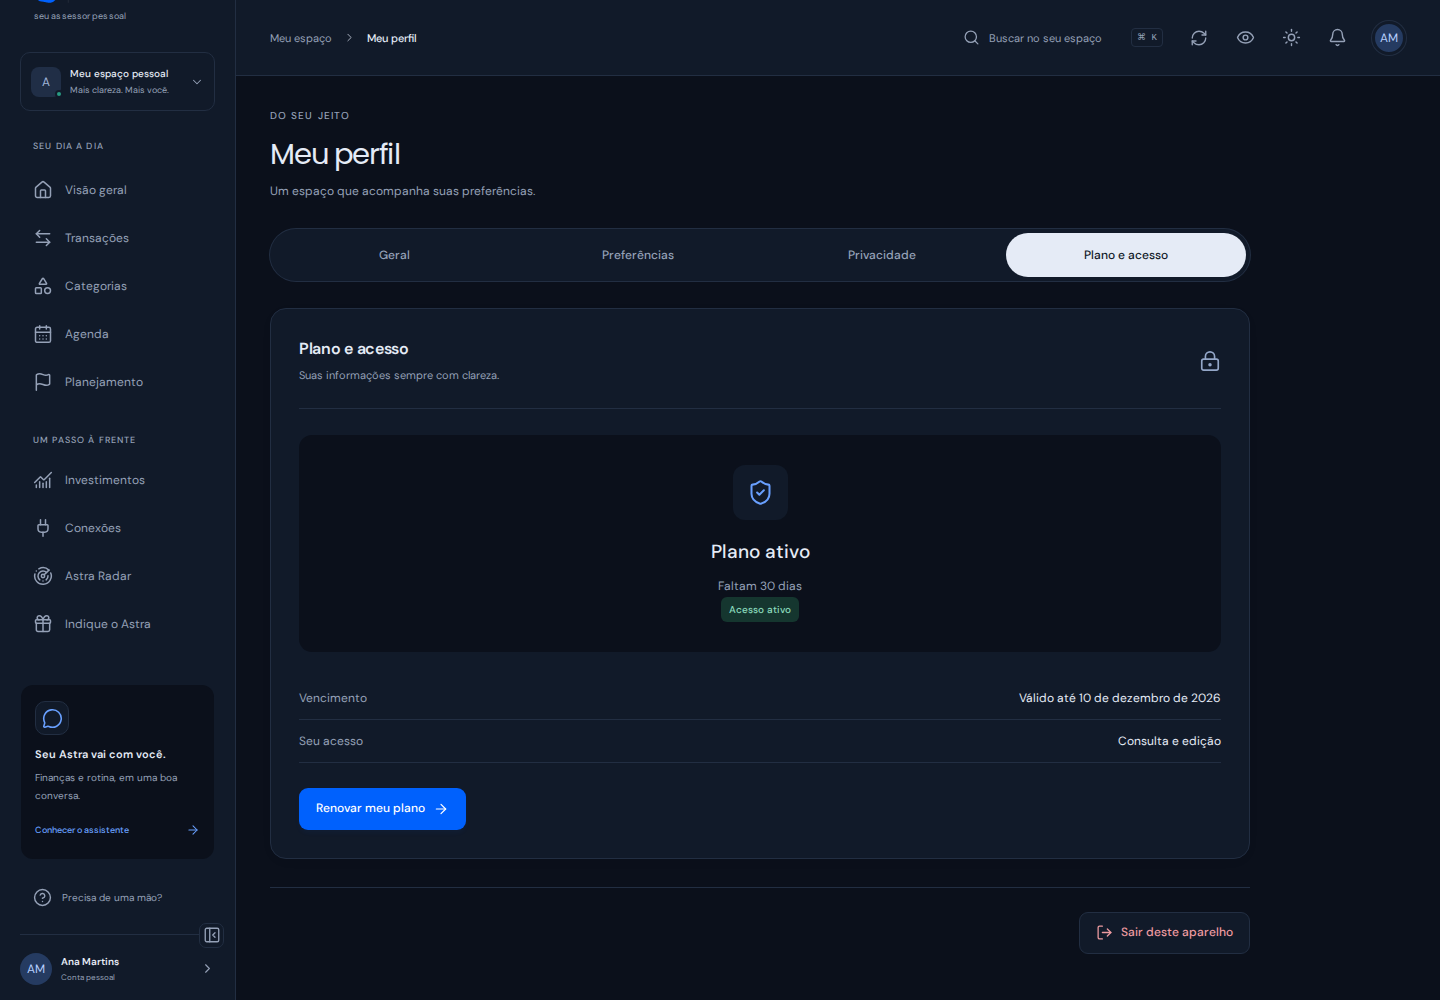 seu assessor pessoal
A
Meu espaço pessoal
Mais clareza. Mais você.
SEU DIA A DIA
Visão geral
Transações
Categorias
Agenda
Planejamento
UM PASSO À FRENTE
Investimentos
Conexões
Astra Radar
Indique o Astra
Seu Astra vai com você.
Finanças e rotina, em uma boa
conversa.
Conhecer o assistente
Precisa de uma mão?
AM
Ana Martins
Conta pessoal
Meu espaço
Meu perfil
Buscar no seu espaço
⌘ K
AM
DO SEU JEITO
Meu perfil
Um espaço que acompanha suas preferências.
Geral
Preferências
Privacidade
Plano e acesso
Plano e acesso
Suas informações sempre com clareza.
Plano ativo
Faltam 30 dias
Acesso ativo
Vencimento
Válido até 10 de dezembro de 2026
Seu acesso
Consulta e edição
Renovar meu plano
Sair deste aparelho